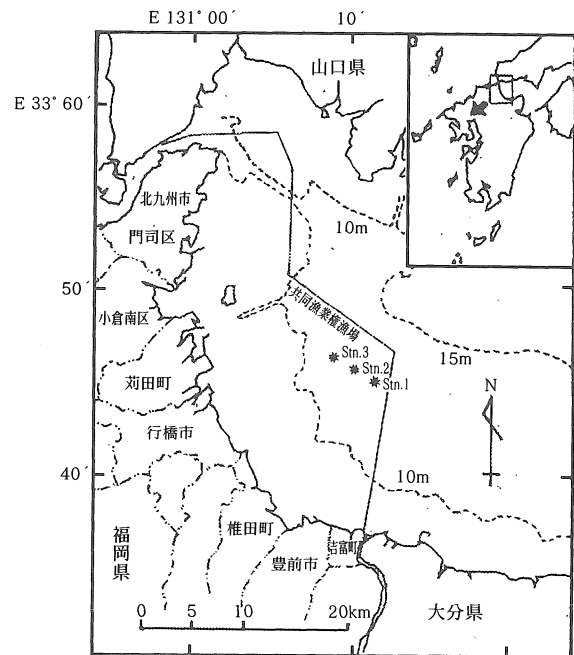 E 131° 00´
10´
山口県
E 33° 60´
北九州市
門司区
10m
50´
共同漁業権漁場
小倉南区
Stn.3
Stn.2
Stn.1
15m
苅田町
N
行橋市
40´
10m
椎田町
吉富町
福岡県
豊前市
0 5 10 20km
大分県